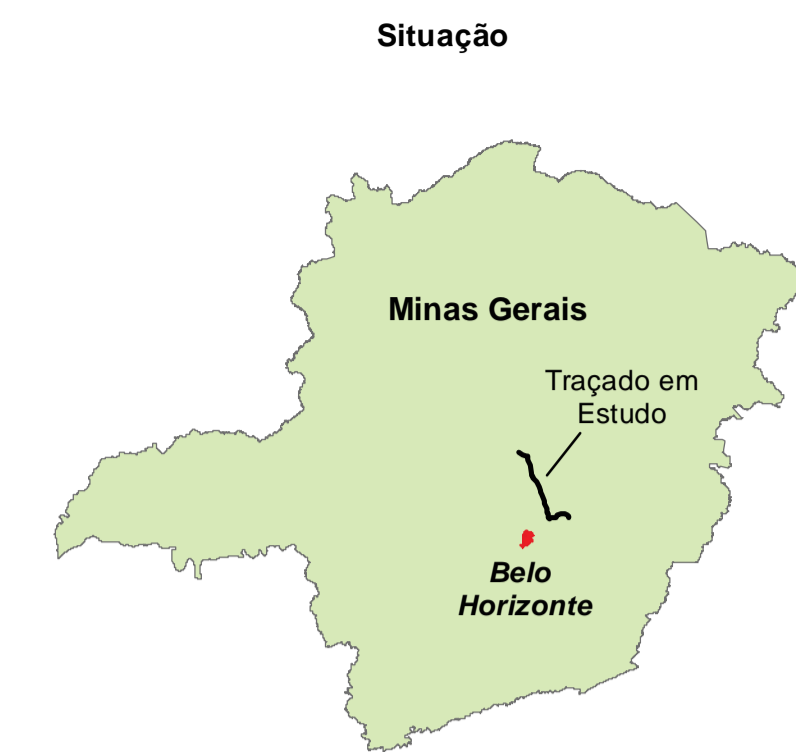 Situação
Minas Gerais
Traçado em
Estudo
Belo
Horizonte